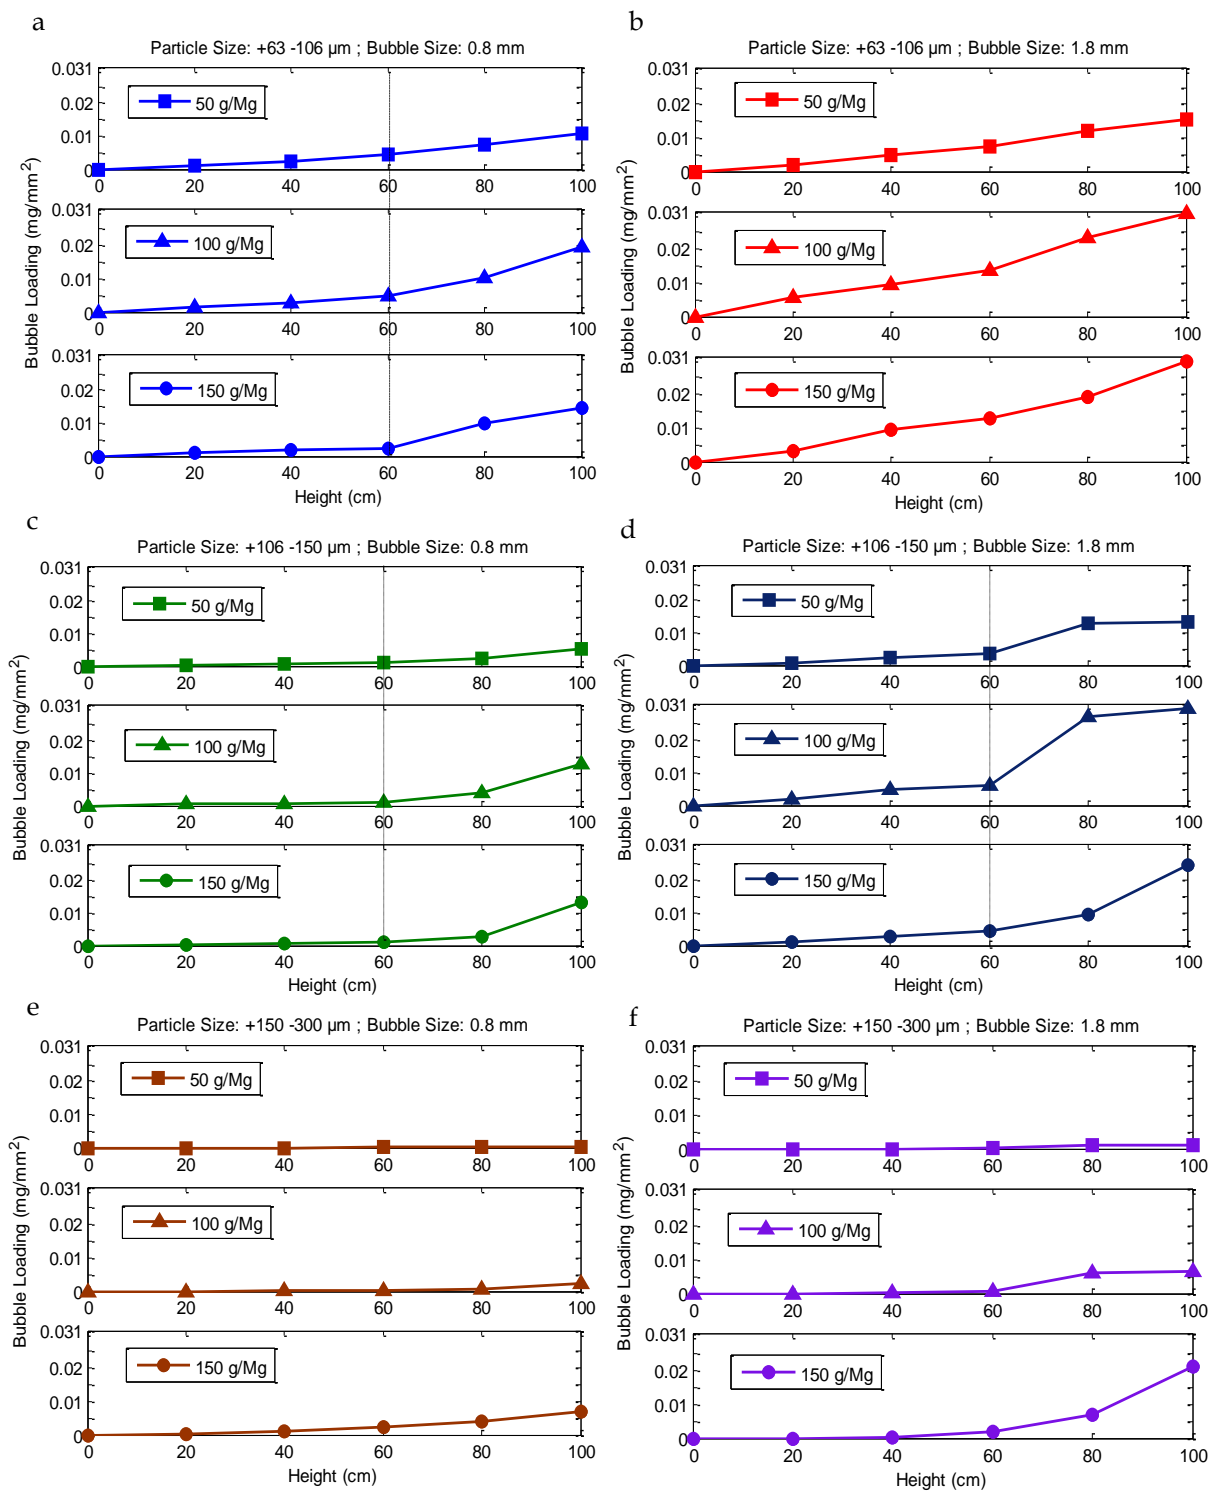 a
Particle Size: +63 -106 µm ; Bubble Size: 0.8 mm
0.031
0.02
0.01
0
50 g/Mg
0 20 40 60 80 100
0.031
0.02
0.01
0
100 g/Mg
0 20 40 60 80 100
0.031
0.02
0.01
0
150 g/Mg
0 20 40 60 80 100
Bubble Loading (mg/mm²)
Height (cm)
b
Particle Size: +63 -106 µm ; Bubble Size: 1.8 mm
0.031
0.02
0.01
0
50 g/Mg
0 20 40 60 80 100
0.031
0.02
0.01
0
100 g/Mg
0 20 40 60 80 100
0.031
0.02
0.01
0
150 g/Mg
0 20 40 60 80 100
Bubble Loading (mg/mm²)
Height (cm)
c
Particle Size: +106 -150 µm ; Bubble Size: 0.8 mm
0.031
0.02
0.01
0
50 g/Mg
0 20 40 60 80 100
0.031
0.02
0.01
0
100 g/Mg
0 20 40 60 80 100
0.031
0.02
0.01
0
150 g/Mg
0 20 40 60 80 100
Bubble Loading (mg/mm²)
Height (cm)
d
Particle Size: +106 -150 µm ; Bubble Size: 1.8 mm
0.031
0.02
0.01
0
50 g/Mg
0 20 40 60 80 100
0.031
0.02
0.01
0
100 g/Mg
0 20 40 60 80 100
0.031
0.02
0.01
0
150 g/Mg
0 20 40 60 80 100
Bubble Loading (mg/mm²)
Height (cm)
e
Particle Size: +150 -300 µm ; Bubble Size: 0.8 mm
0.031
0.02
0.01
0
50 g/Mg
0 20 40 60 80 100
0.031
0.02
0.01
0
100 g/Mg
0 20 40 60 80 100
0.031
0.02
0.01
0
150 g/Mg
0 20 40 60 80 100
Bubble Loading (mg/mm²)
Height (cm)
f
Particle Size: +150 -300 µm ; Bubble Size: 1.8 mm
0.031
0.02
0.01
0
50 g/Mg
0 20 40 60 80 100
0.031
0.02
0.01
0
100 g/Mg
0 20 40 60 80 100
0.031
0.02
0.01
0
150 g/Mg
0 20 40 60 80 100
Bubble Loading (mg/mm²)
Height (cm)